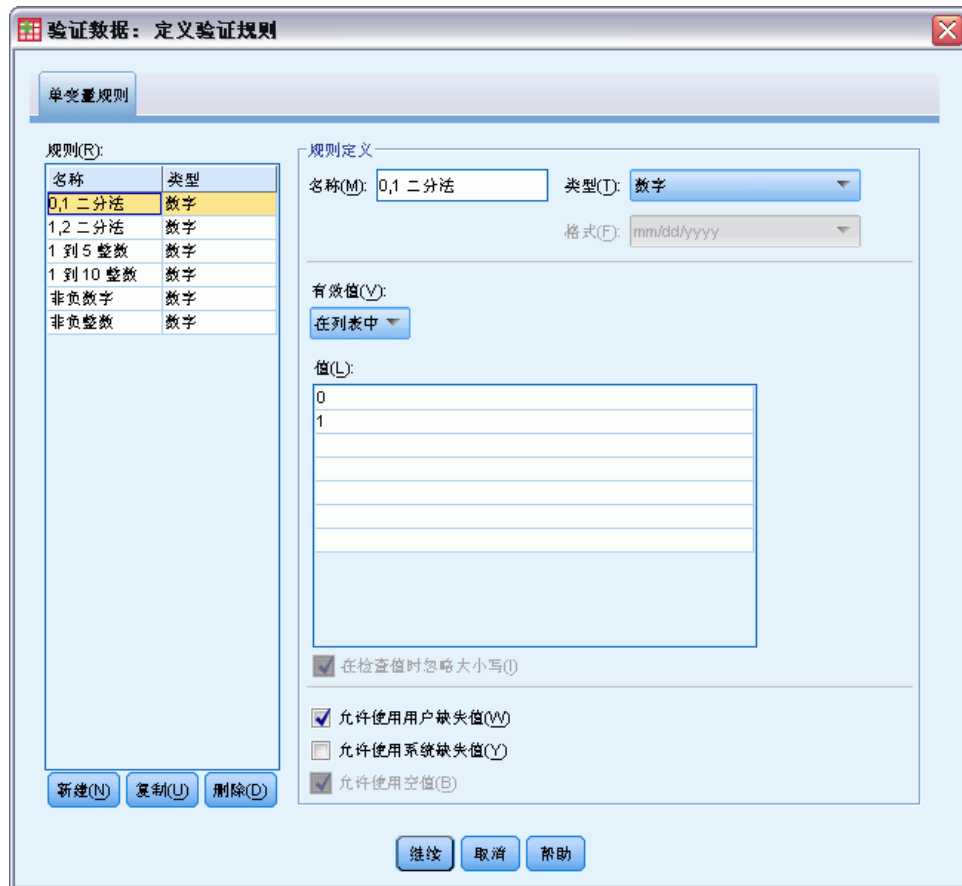 验证数据: 定义验证规则
单变量规则
规则(R):
名称 类型
0,1 二分法 数字
1,2 二分法 数字
1 到 5 整数 数字
1 到 10 整数 数字
非负数字 数字
非负整数 数字
新建(N) 复制(U) 删除(D)
规则定义
名称(M): 0,1 二分法 类型(T): 数字
格式(F): mm/dd/yyyy
有效值(V):
在列表中
值(L):
0
1
在检查值时忽略大小写(I)
允许使用用户缺失值(W)
允许使用系统缺失值(Y)
允许使用空值(B)
继续 取消 帮助